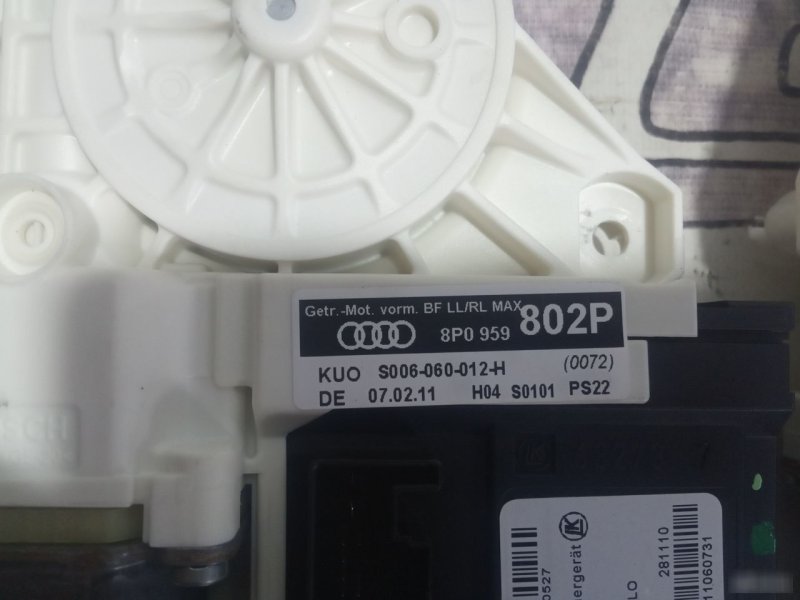 Getr.-Mot. vorm. BF LL/RL MAX
8P0 959 802P
KUO S006-060-012-H (0072)
DE 07.02.11 H04 S0101 PS22
281110
11060731